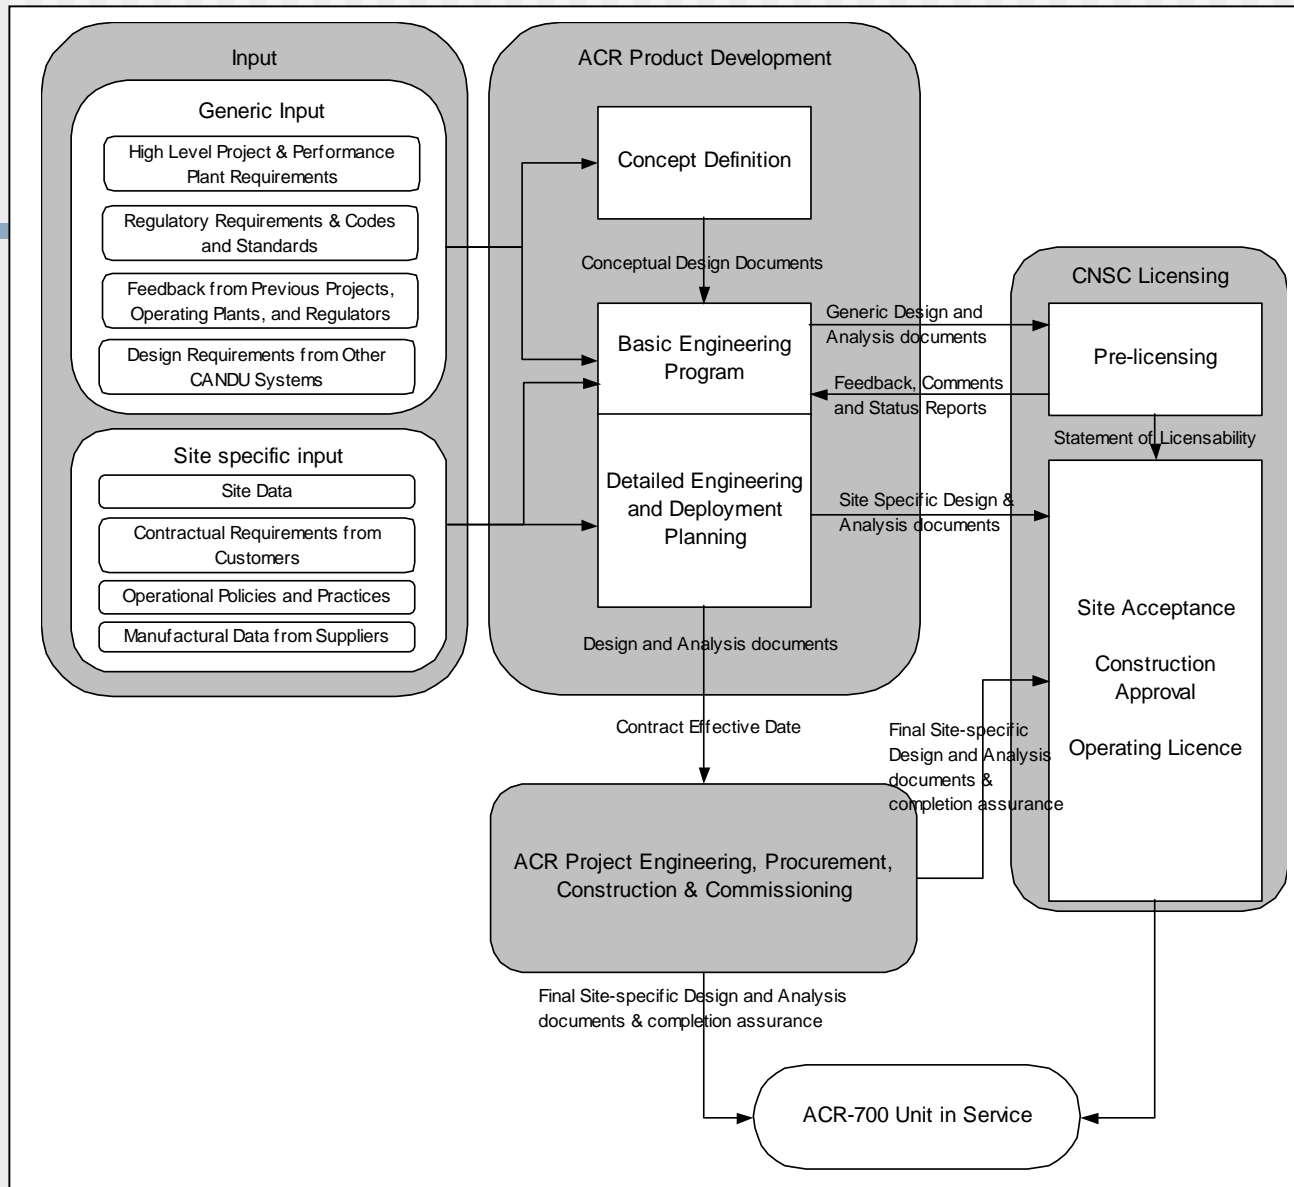 Input
Generic Input
High Level Project & Performance
Plant Requirements
Regulatory Requirements & Codes
and Standards
Feedback from Previous Projects,
Operating Plants, and Regulators
Design Requirements from Other
CANDU Systems
Site specific input
Site Data
Contractual Requirements from
Customers
Operational Policies and Practices
Manufactural Data from Suppliers
ACR Product Development
Concept Definition
Conceptual Design Documents
Basic Engineering
Program
Detailed Engineering
and Deployment
Planning
Design and Analysis documents
Contract Effective Date
Generic Design and
Analysis documents
Feedback, Comments
and Status Reports
Site Specific Design &
Analysis documents
CNSC Licensing
Pre-licensing
Statement of Licensability
Site Acceptance
Construction
Approval
Operating Licence
Final Site-specific
Design and Analysis
documents &
completion assurance
ACR Project Engineering, Procurement,
Construction & Commissioning
Final Site-specific Design and Analysis
documents & completion assurance
ACR-700 Unit in Service